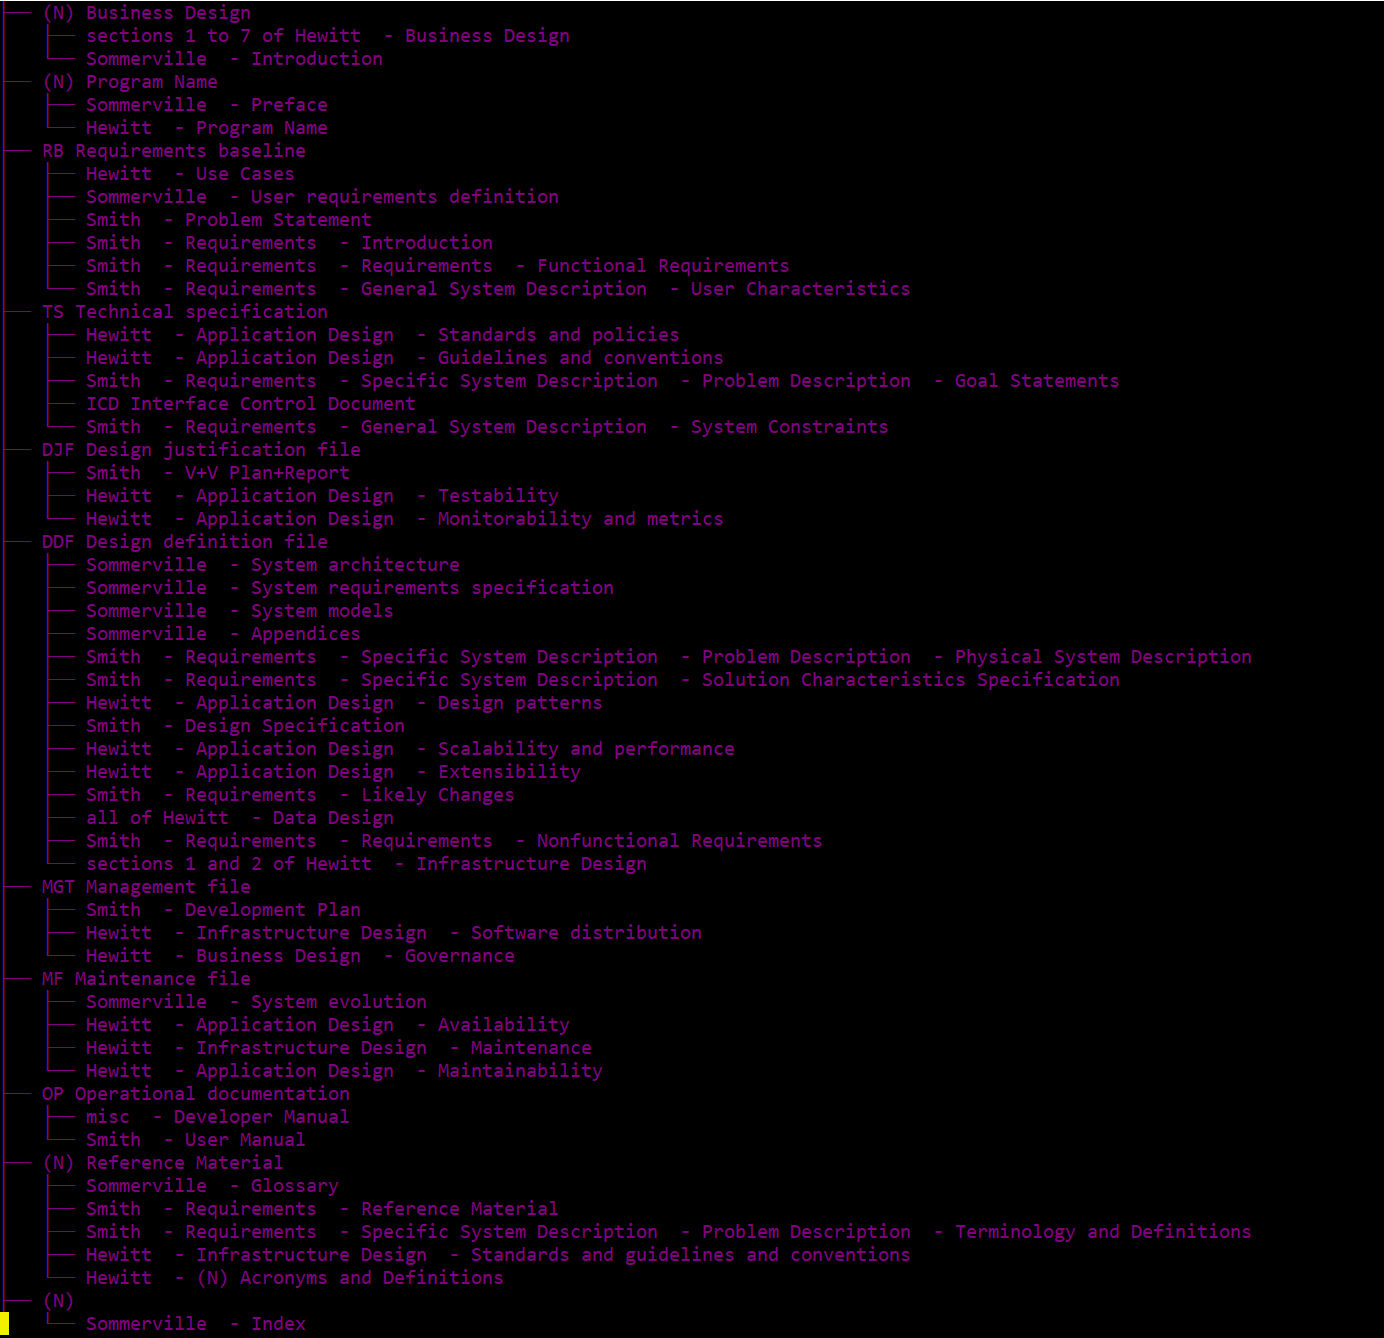 ├── (N) Business Design
│   ├── sections 1 to 7 of Hewitt  - Business Design
│   └── Sommerville  - Introduction
├── (N) Program Name
│   ├── Sommerville  - Preface
│   └── Hewitt  - Program Name
├── RB Requirements baseline
│   ├── Hewitt  - Use Cases
│   ├── Sommerville  - User requirements definition
│   ├── Smith  - Problem Statement
│   ├── Smith  - Requirements  - Introduction
│   ├── Smith  - Requirements  - Requirements  - Functional Requirements
│   └── Smith  - Requirements  - General System Description  - User Characteristics
├── TS Technical specification
│   ├── Hewitt  - Application Design  - Standards and policies
│   ├── Hewitt  - Application Design  - Guidelines and conventions
│   ├── Smith  - Requirements  - Specific System Description  - Problem Description  - Goal Statements
│   ├── ICD Interface Control Document
│   └── Smith  - Requirements  - General System Description  - System Constraints
├── DJF Design justification file
│   ├── Smith  - V+V Plan+Report
│   ├── Hewitt  - Application Design  - Testability
│   └── Hewitt  - Application Design  - Monitorability and metrics
├── DDF Design definition file
│   ├── Sommerville  - System architecture
│   ├── Sommerville  - System requirements specification
│   ├── Sommerville  - System models
│   ├── Sommerville  - Appendices
│   ├── Smith  - Requirements  - Specific System Description  - Problem Description  - Physical System Description
│   ├── Smith  - Requirements  - Specific System Description  - Solution Characteristics Specification
│   ├── Hewitt  - Application Design  - Design patterns
│   ├── Smith  - Design Specification
│   ├── Hewitt  - Application Design  - Scalability and performance
│   ├── Hewitt  - Application Design  - Extensibility
│   ├── Smith  - Requirements  - Likely Changes
│   ├── all of Hewitt  - Data Design
│   ├── Smith  - Requirements  - Requirements  - Nonfunctional Requirements
│   └── sections 1 and 2 of Hewitt  - Infrastructure Design
├── MGT Management file
│   ├── Smith  - Development Plan
│   ├── Hewitt  - Infrastructure Design  - Software distribution
│   └── Hewitt  - Business Design  - Governance
├── MF Maintenance file
│   ├── Sommerville  - System evolution
│   ├── Hewitt  - Application Design  - Availability
│   ├── Hewitt  - Infrastructure Design  - Maintenance
│   └── Hewitt  - Application Design  - Maintainability
├── OP Operational documentation
│   ├── misc  - Developer Manual
│   └── Smith  - User Manual
├── (N) Reference Material
│   ├── Sommerville  - Glossary
│   ├── Smith  - Requirements  - Reference Material
│   ├── Smith  - Requirements  - Specific System Description  - Problem Description  - Terminology and Definitions
│   ├── Hewitt  - Infrastructure Design  - Standards and guidelines and conventions
│   └── Hewitt  - (N) Acronyms and Definitions
├── (N)
    └── Sommerville  - Index